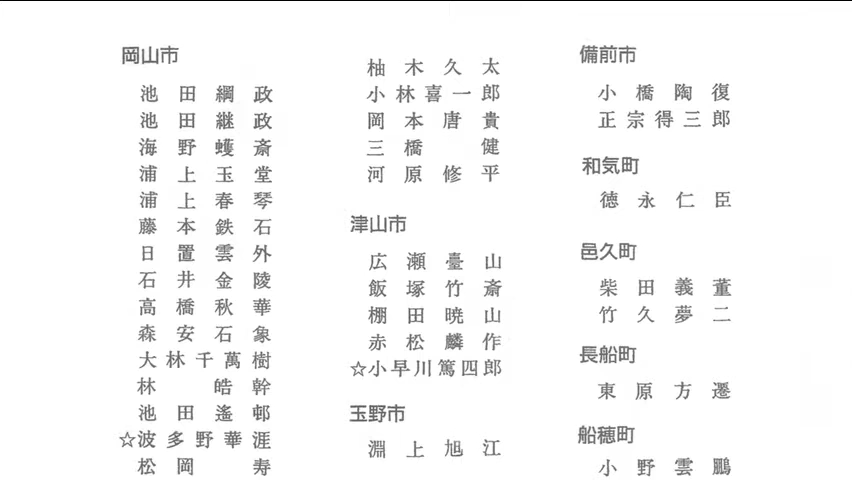 岡山市
池田綱政
池田継政
海野蠖斎
浦上玉堂
浦上春琴
藤本鉄石
日置雲外
石井金陵
高橋秋華
森安石象
大林千萬樹
林皓幹
池田遙邨
☆波多野華涯
松岡寿
柚木久太
小林喜一郎
岡本唐貴
三橋健
河原修平
津山市
広瀬臺山
飯塚竹斎
棚田暁山
赤松麟作
☆小早川篤四郎
玉野市
淵上旭江
備前市
小橋陶復
正宗得三郎
和気町
徳永仁臣
邑久町
柴田義董
竹久夢二
長船町
東原方僊
船穂町
小野雲鵬